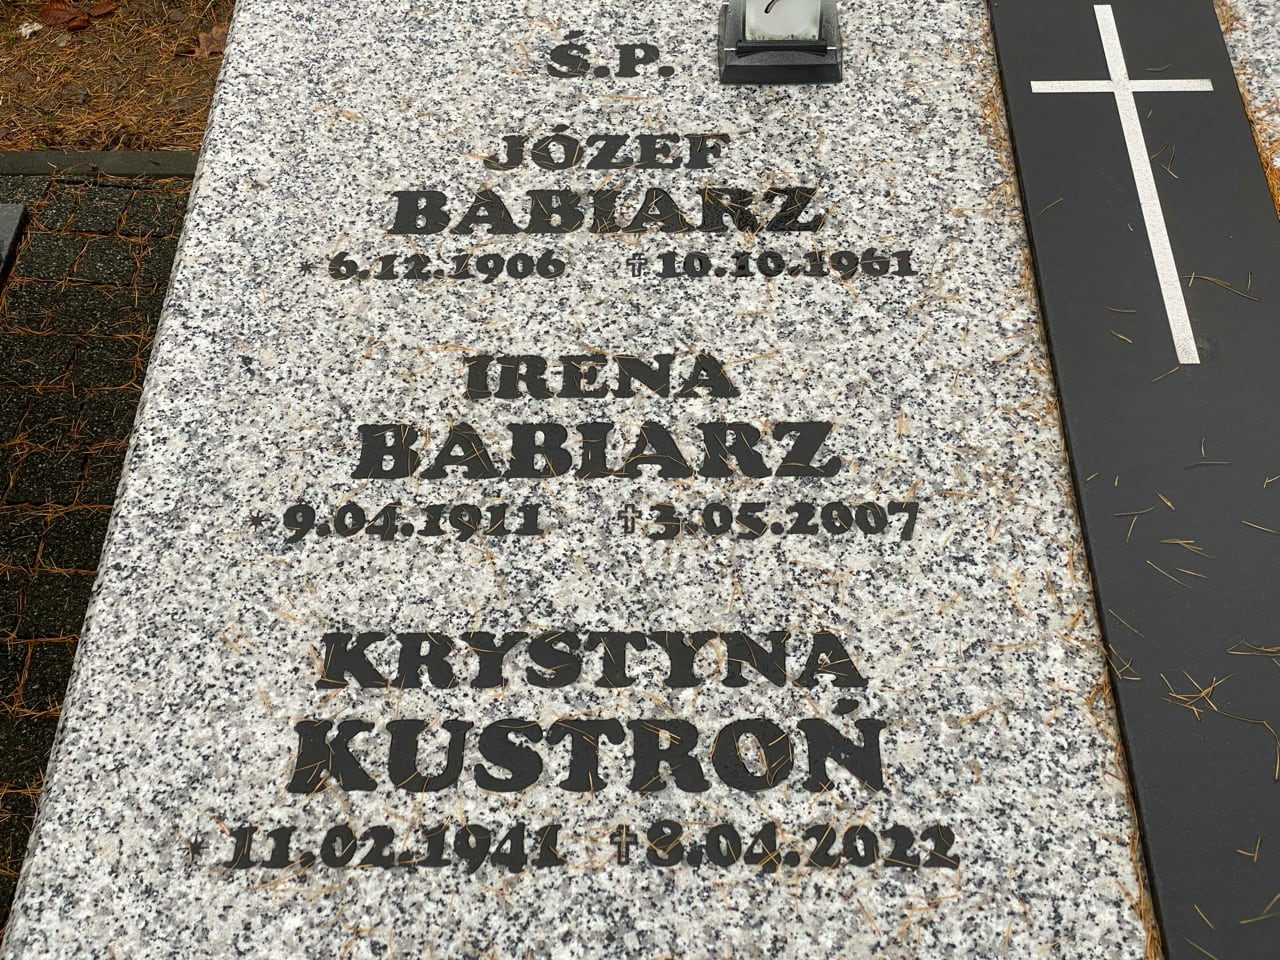 Ś.P.
JÓZEF
BABIARZ
* 6.12.1906 † 10.10.1961
IRENA
BABIARZ
* 9.04.1911 † 3.05.2007
KRYSTYNA
KUSTROŃ
* 11.02.1941 † 8.04.2022